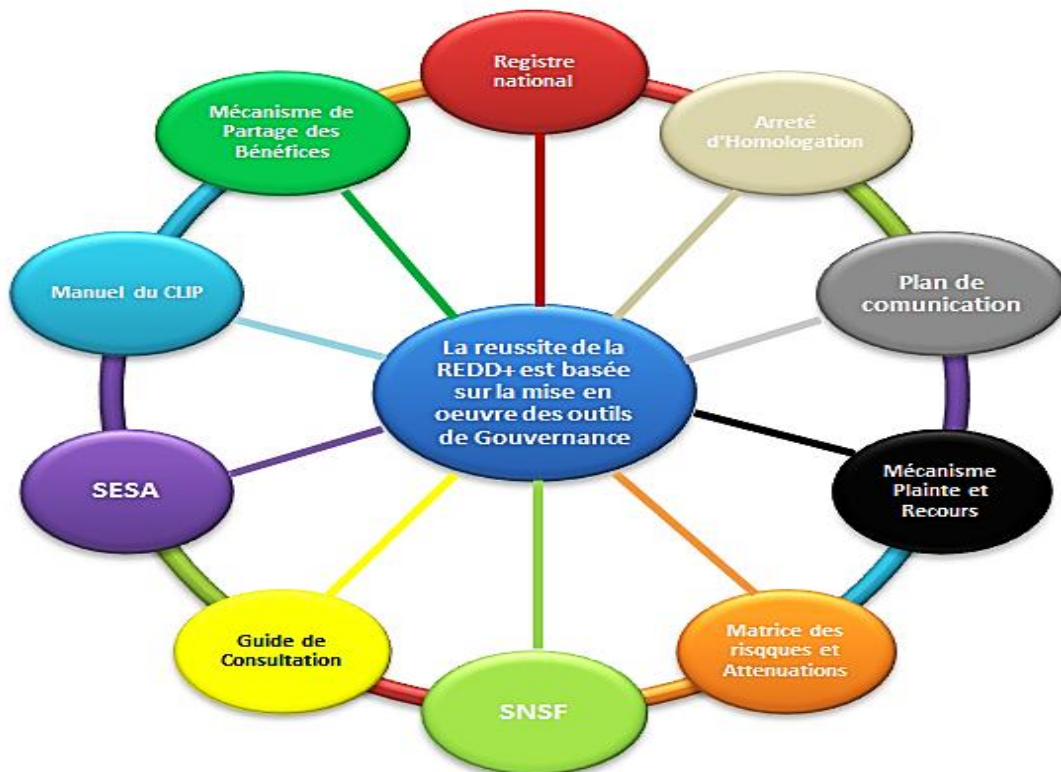 Registre
national
Arreté
d'Homologation
Plan de
comunication
Mécanisme
Plainte et
Recours
Matrice des
risqques et
Attenuations
SNSF
Guide de
Consultation
SESA
Manuel du CLIP
Mécanisme de
Partage des
Bénéfices
La reussite de la
REDD+ est basée
sur la mise en
oeuvre des outils
de Gouvernance